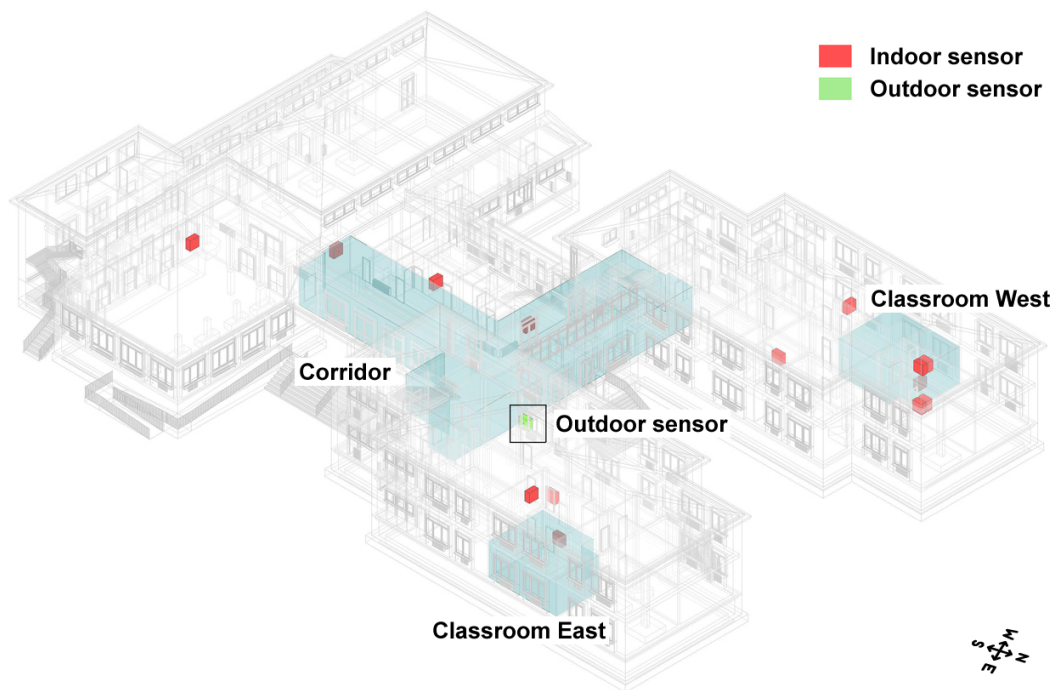 Indoor sensor
Outdoor sensor
Classroom West
Corridor
Outdoor sensor
Classroom East
W
S
N
E